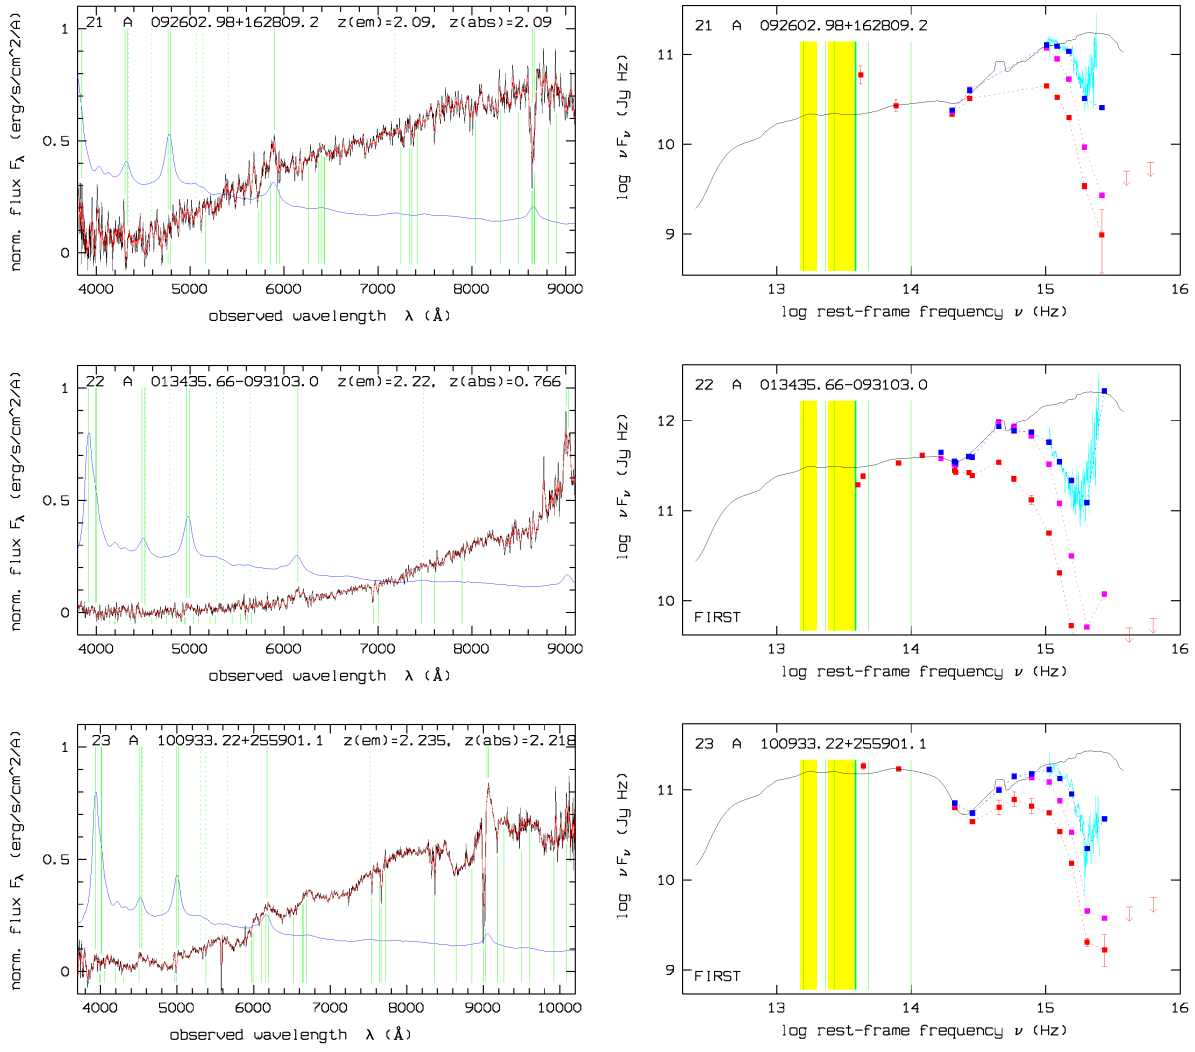 21 A 092602.98+162809.2 z(em)=2.09, z(abs)=2.09
norm. flux Fλ (erg/s/cm^2/A)
1
0.5
0
4000 5000 6000 7000 8000 9000
observed wavelength λ (Å)
21 A 092602.98+162809.2
log ν Fν (Jy Hz)
11
10
9
13 14 15 16
log rest-frame frequency ν (Hz)
22 A 013435.66-093103.0 z(em)=2.22, z(abs)=0.766
norm. flux Fλ (erg/s/cm^2/A)
1
0.5
0
4000 5000 6000 7000 8000 9000
observed wavelength λ (Å)
22 A 013435.66-093103.0
log ν Fν (Jy Hz)
12
11
10
FIRST
13 14 15 16
log rest-frame frequency ν (Hz)
23 A 100933.22+255901.1 z(em)=2.235, z(abs)=2.218
norm. flux Fλ (erg/s/cm^2/A)
1
0.5
0
4000 5000 6000 7000 8000 9000 10000
observed wavelength λ (Å)
23 A 100933.22+255901.1
log ν Fν (Jy Hz)
11
10
9
FIRST
13 14 15 16
log rest-frame frequency ν (Hz)